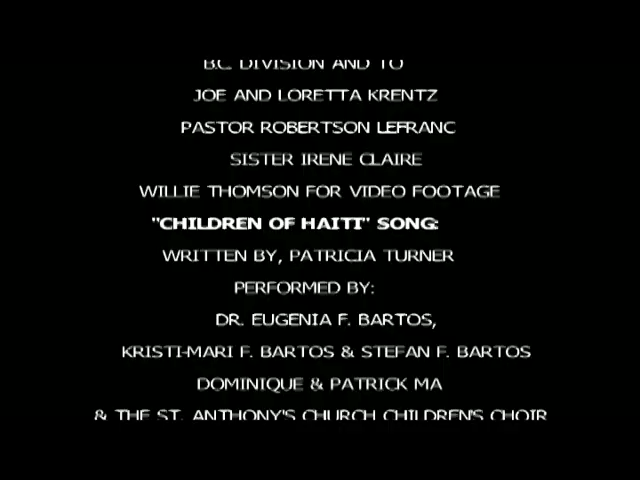 B.C. DIVISION AND TO
JOE AND LORETTA KRENTZ
PASTOR ROBERTSON LEFRANC
SISTER IRENE CLAIRE
WILLIE THOMSON FOR VIDEO FOOTAGE
"CHILDREN OF HAITI" SONG:
WRITTEN BY, PATRICIA TURNER
PERFORMED BY:
DR. EUGENIA F. BARTOS,
KRISTI-MARI F. BARTOS & STEFAN F. BARTOS
DOMINIQUE & PATRICK MA
& THE ST. ANTHONY'S CHURCH CHILDREN'S CHOIR